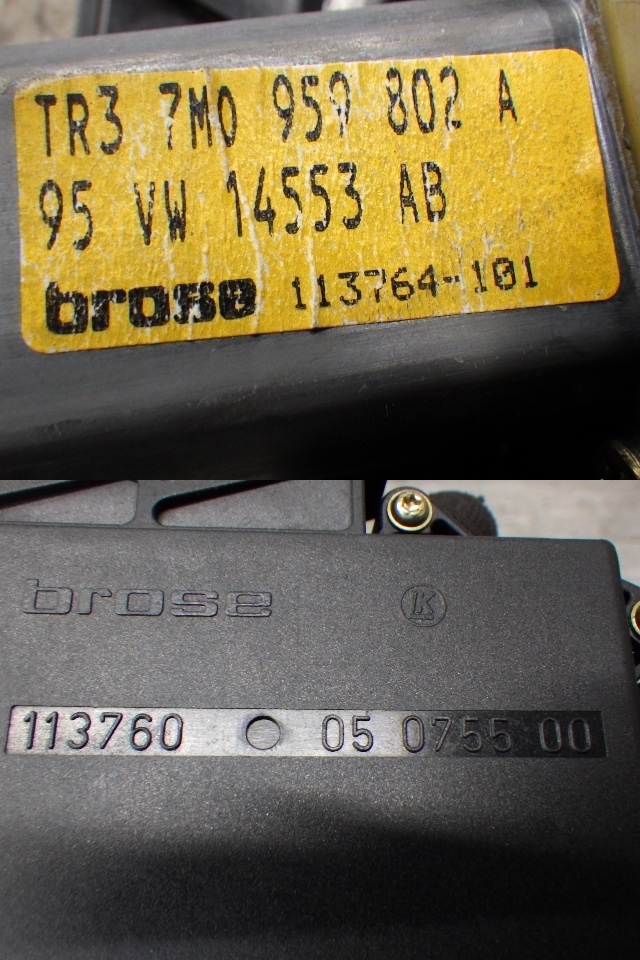 TR3 7M0 959 802 A
95 VW 14553 AB
brose 113764-101
brose K
113760 05 0755 00